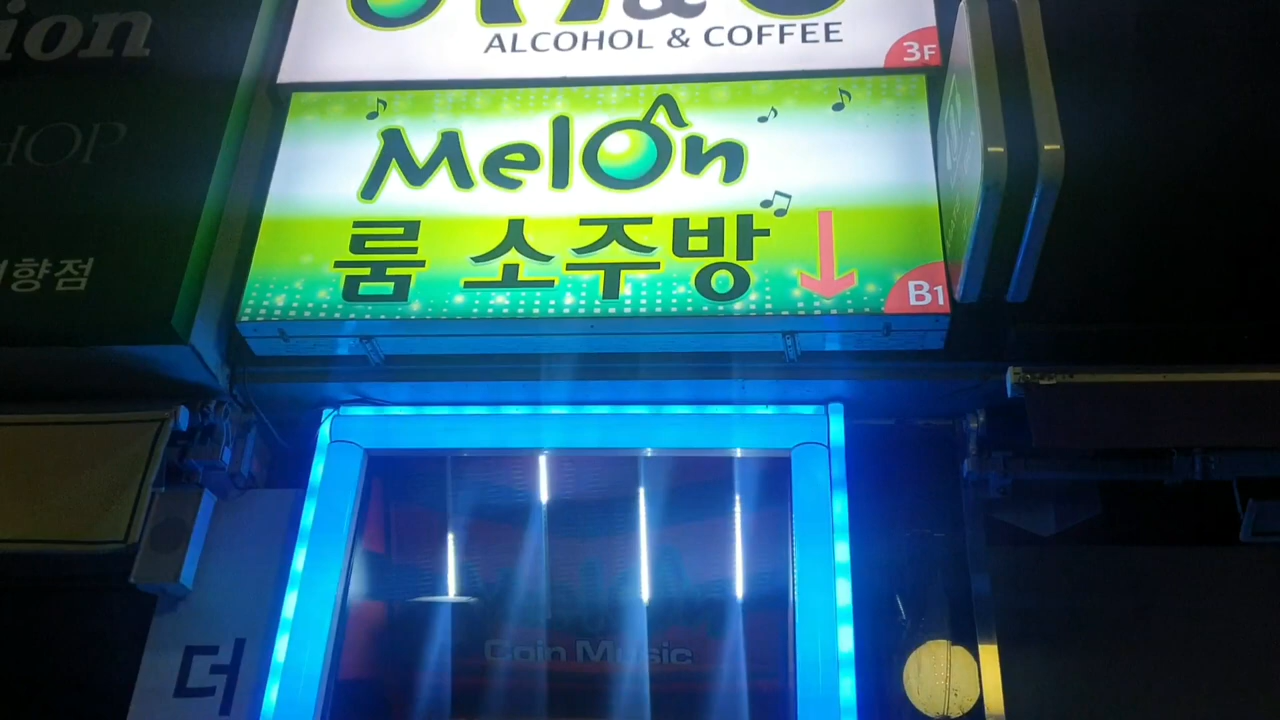 ion
ALCOHOL & COFFEE
3F
HOP
Melon
룸 소주방
B1
향점
Coin Music
더